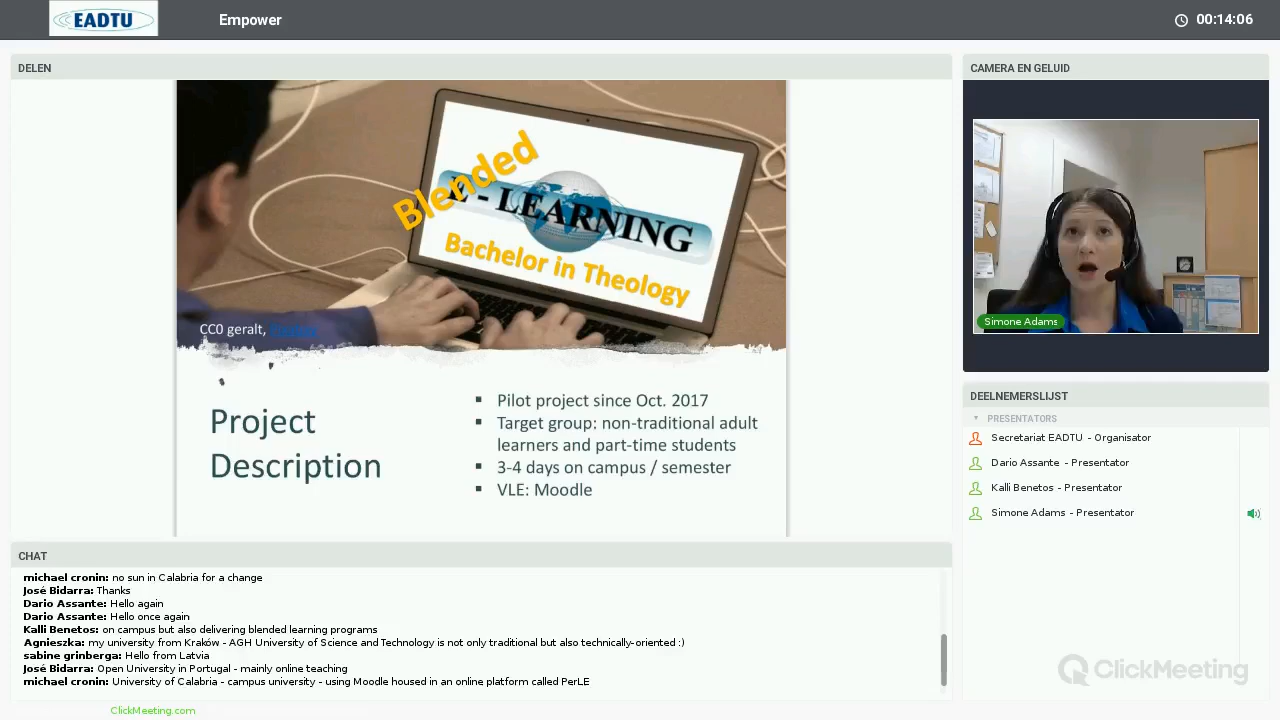 EADTU
Empower
00:14:06
DELEN
Blended
E - LEARNING
Bachelor in Theology
CC0 geralt,
Project
Description
▪ Pilot project since Oct. 2017
▪ Target group: non-traditional adult
learners and part-time students
▪ 3-4 days on campus / semester
▪ VLE: Moodle
CAMERA EN GELUID
Simone Adams
DEELNEMERSLIJST
PRESENTATORS
Secretariat EADTU - Organisator
Dario Assante - Presentator
Kalli Benetos - Presentator
Simone Adams - Presentator
CHAT
michael cronin: no sun in Calabria for a change
José Bidarra: Thanks
Dario Assante: Hello again
Dario Assante: Hello once again
Kalli Benetos: on campus but also delivering blended learning programs
Agnieszka: my university from Kraków - AGH University of Science and Technology is not only traditional but also technically-oriented :)
sabine grinberga: Hello from Latvia
José Bidarra: Open University in Portugal - mainly online teaching
michael cronin: University of Calabria - campus university - using Moodle housed in an online platform called PerLE
ClickMeeting
ClickMeeting.com